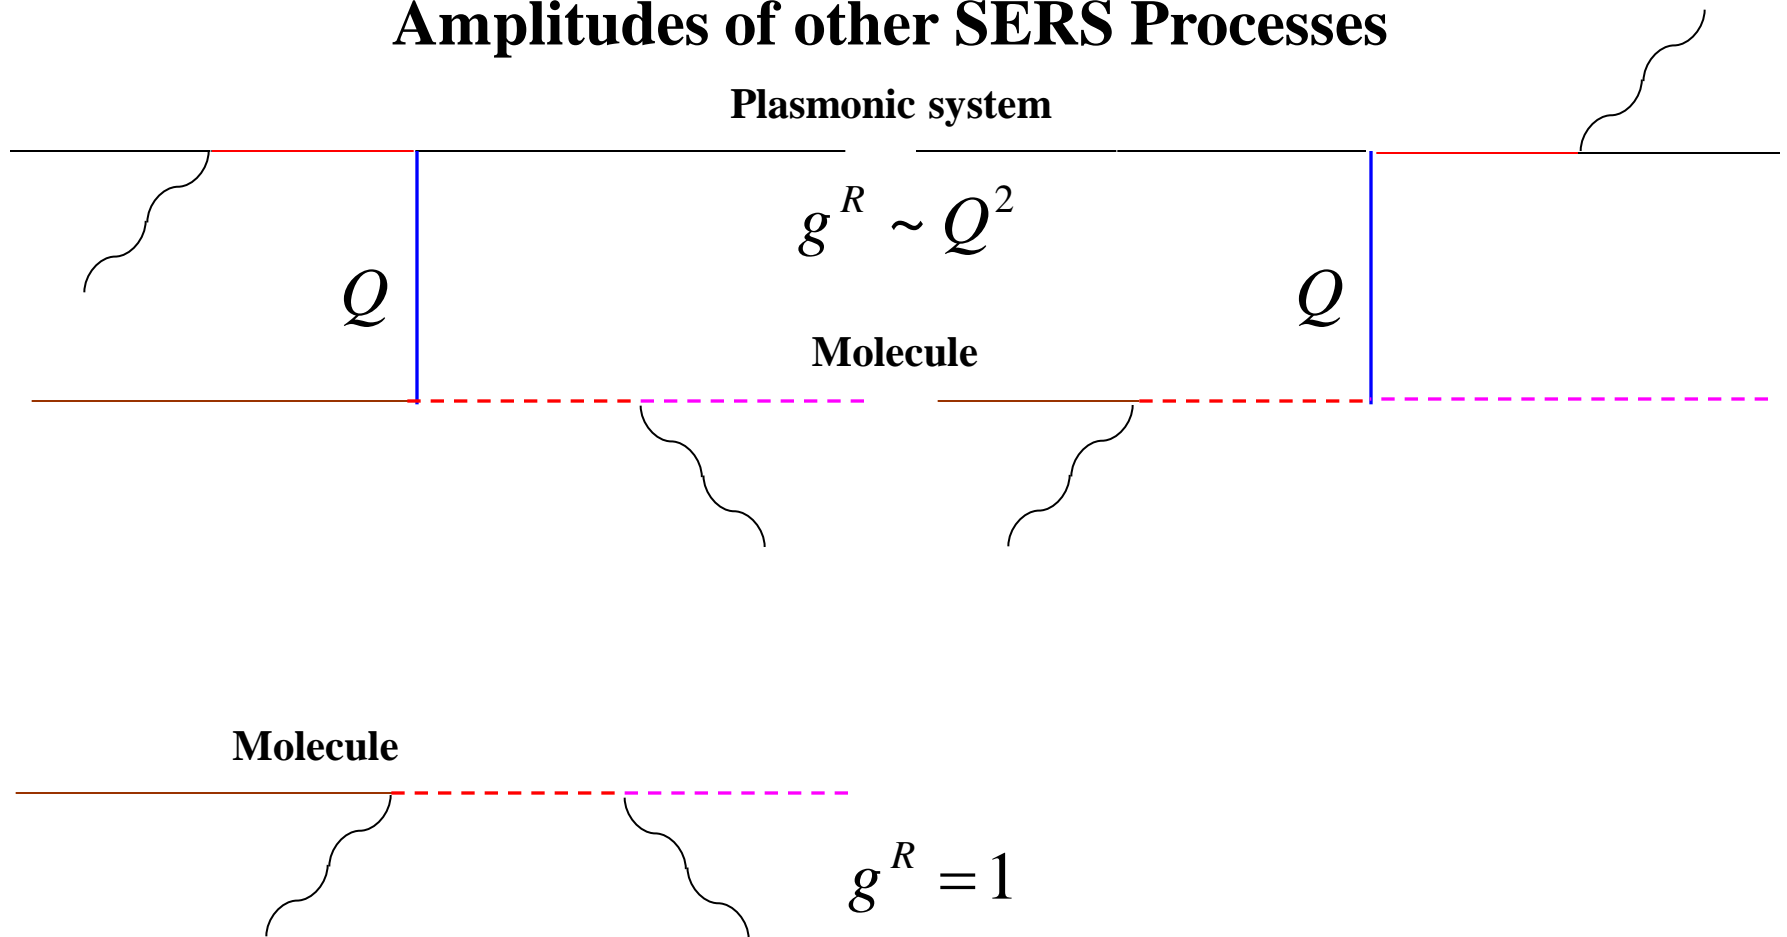 Amplitudes of other SERS Processes
Plasmonic system
g^R ~ Q^2
Q
Q
Molecule
Molecule
g^R = 1